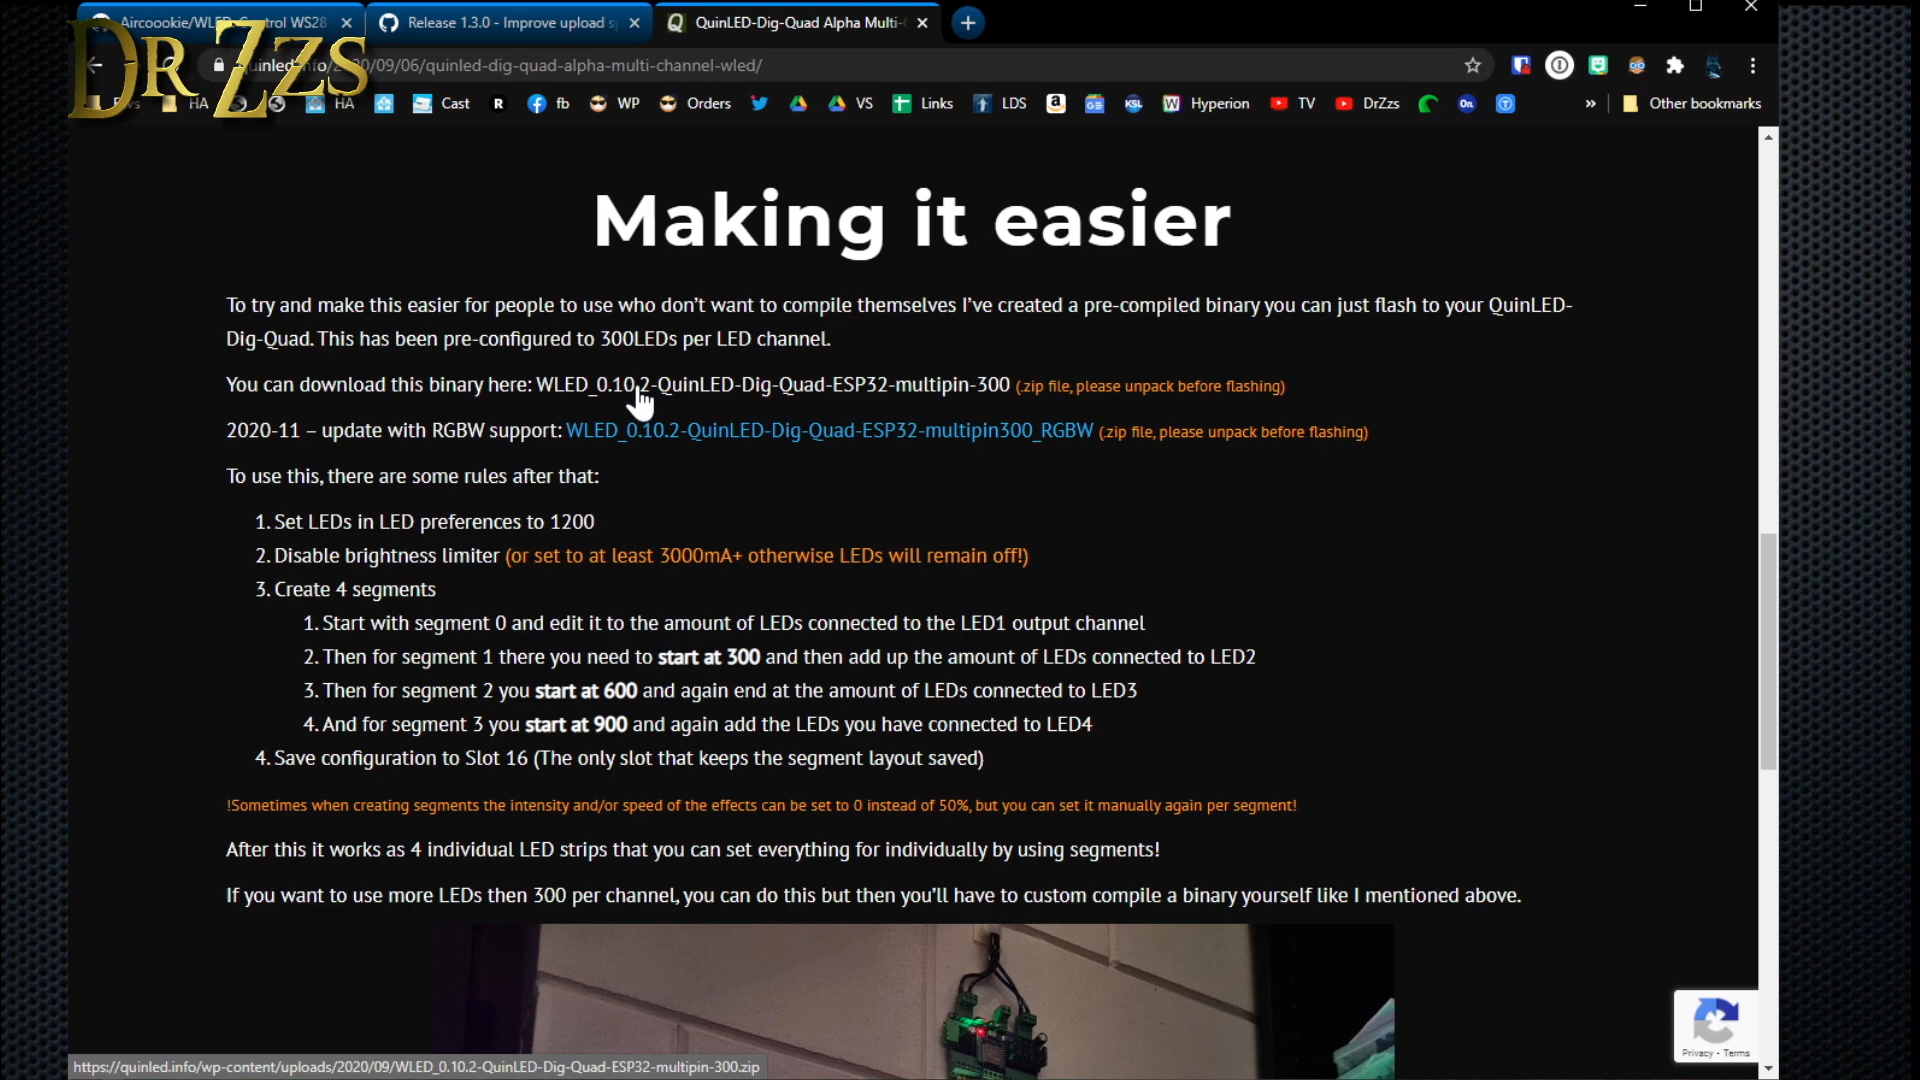 Aircoookie/WLED: Control WS28
Release 1.3.0 - Improve upload s
QuinLED-Dig-Quad Alpha Multi-
DrZzs
quinled.info/2020/09/06/quinled-dig-quad-alpha-multi-channel-wled/
HA
HA
Cast
R
fb
WP
Orders
VS
Links
LDS
KSL
Hyperion
TV
DrZzs
On
»
Other bookmarks
Making it easier
To try and make this easier for people to use who don’t want to compile themselves I’ve created a pre-compiled binary you can just flash to your QuinLED-
Dig-Quad. This has been pre-configured to 300LEDs per LED channel.
You can download this binary here: WLED_0.10.2-QuinLED-Dig-Quad-ESP32-multipin-300 (.zip file, please unpack before flashing)
2020-11 – update with RGBW support: WLED_0.10.2-QuinLED-Dig-Quad-ESP32-multipin300_RGBW (.zip file, please unpack before flashing)
To use this, there are some rules after that:
1. Set LEDs in LED preferences to 1200
2. Disable brightness limiter (or set to at least 3000mA+ otherwise LEDs will remain off!)
3. Create 4 segments
1. Start with segment 0 and edit it to the amount of LEDs connected to the LED1 output channel
2. Then for segment 1 there you need to start at 300 and then add up the amount of LEDs connected to LED2
3. Then for segment 2 you start at 600 and again end at the amount of LEDs connected to LED3
4. And for segment 3 you start at 900 and again add the LEDs you have connected to LED4
4. Save configuration to Slot 16 (The only slot that keeps the segment layout saved)
!Sometimes when creating segments the intensity and/or speed of the effects can be set to 0 instead of 50%, but you can set it manually again per segment!
After this it works as 4 individual LED strips that you can set everything for individually by using segments!
If you want to use more LEDs then 300 per channel, you can do this but then you’ll have to custom compile a binary yourself like I mentioned above.
Privacy - Terms
https://quinled.info/wp-content/uploads/2020/09/WLED_0.10.2-QuinLED-Dig-Quad-ESP32-multipin-300.zip